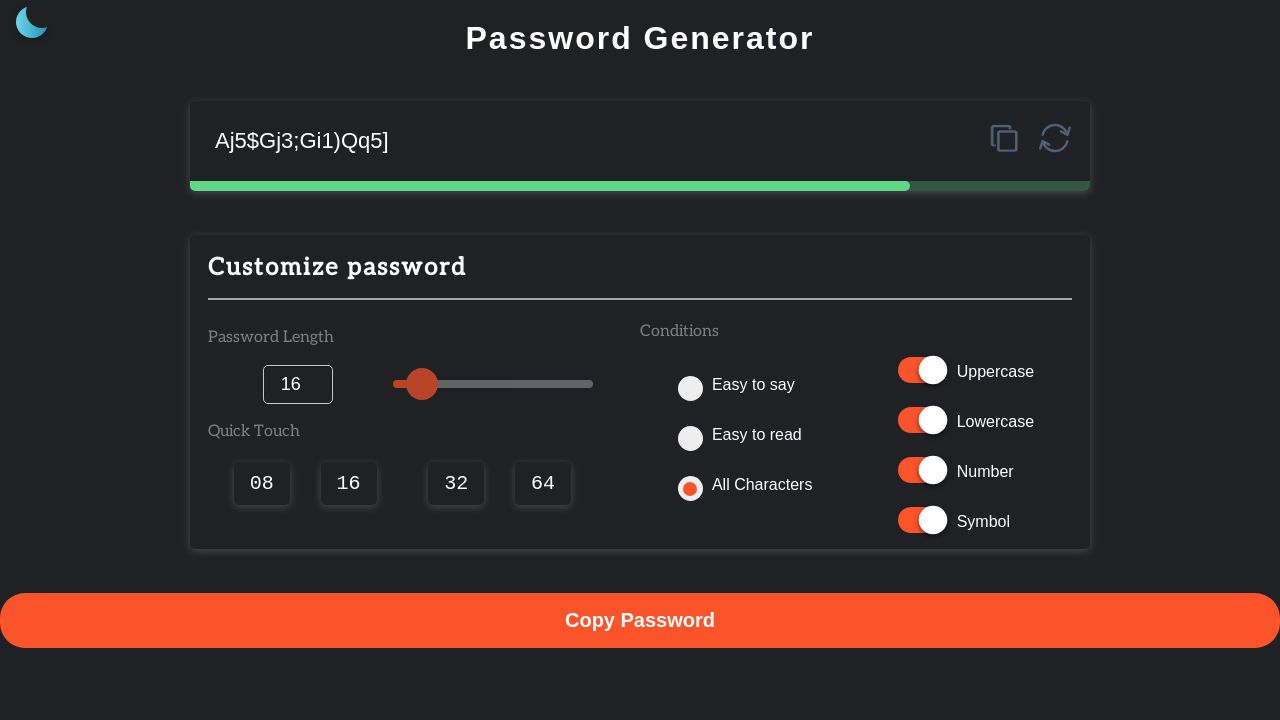 Password Generator
Aj5$Gj3;Gi1)Qq5]
Customize password
Password Length
16
Quick Touch
08 16 32 64
Conditions
Easy to say
Easy to read
All Characters
Uppercase
Lowercase
Number
Symbol
Copy Password